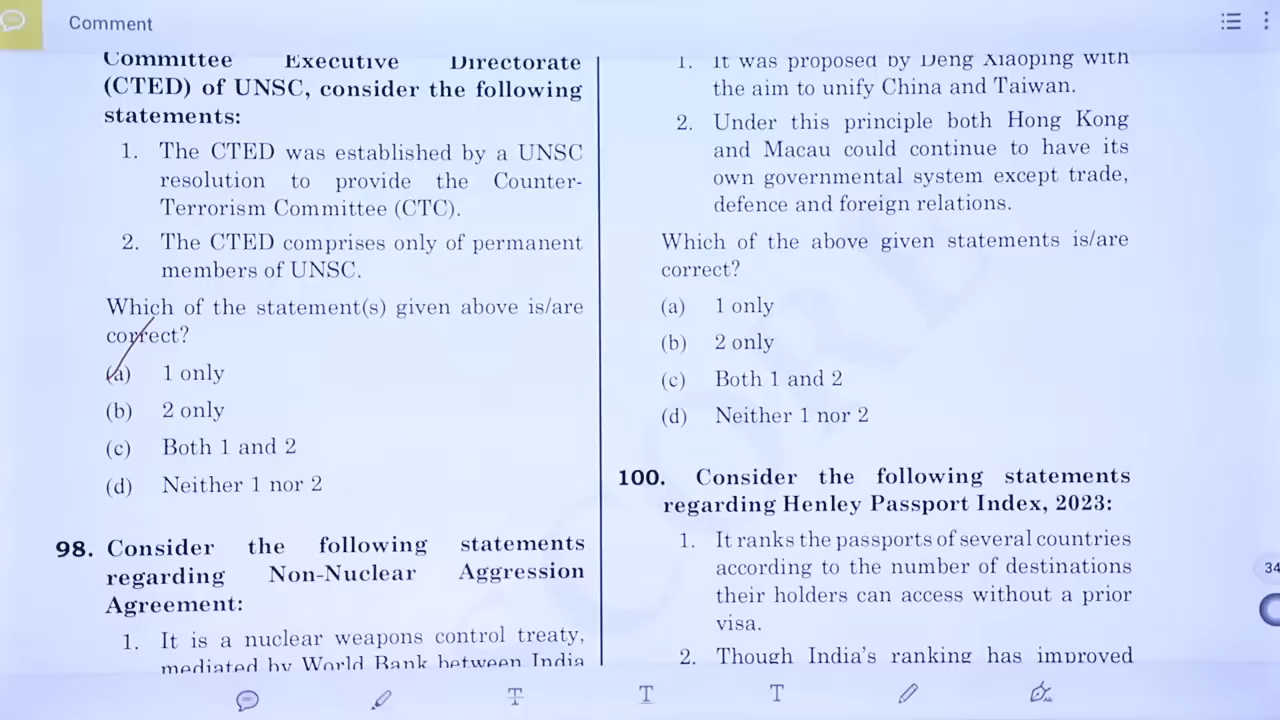 Comment
Committee Executive Directorate
(CTED) of UNSC, consider the following
statements:
1. The CTED was established by a UNSC
resolution to provide the Counter-
Terrorism Committee (CTC).
2. The CTED comprises only of permanent
members of UNSC.
Which of the statement(s) given above is/are
correct?
(a) 1 only
(b) 2 only
(c) Both 1 and 2
(d) Neither 1 nor 2
98. Consider the following statements
regarding Non-Nuclear Aggression
Agreement:
1. It is a nuclear weapons control treaty,
mediated by World Bank between India
1. It was proposed by Deng Xiaoping with
the aim to unify China and Taiwan.
2. Under this principle both Hong Kong
and Macau could continue to have its
own governmental system except trade,
defence and foreign relations.
Which of the above given statements is/are
correct?
(a) 1 only
(b) 2 only
(c) Both 1 and 2
(d) Neither 1 nor 2
100. Consider the following statements
regarding Henley Passport Index, 2023:
1. It ranks the passports of several countries
according to the number of destinations
their holders can access without a prior
visa.
2. Though India's ranking has improved
34
T
T
T